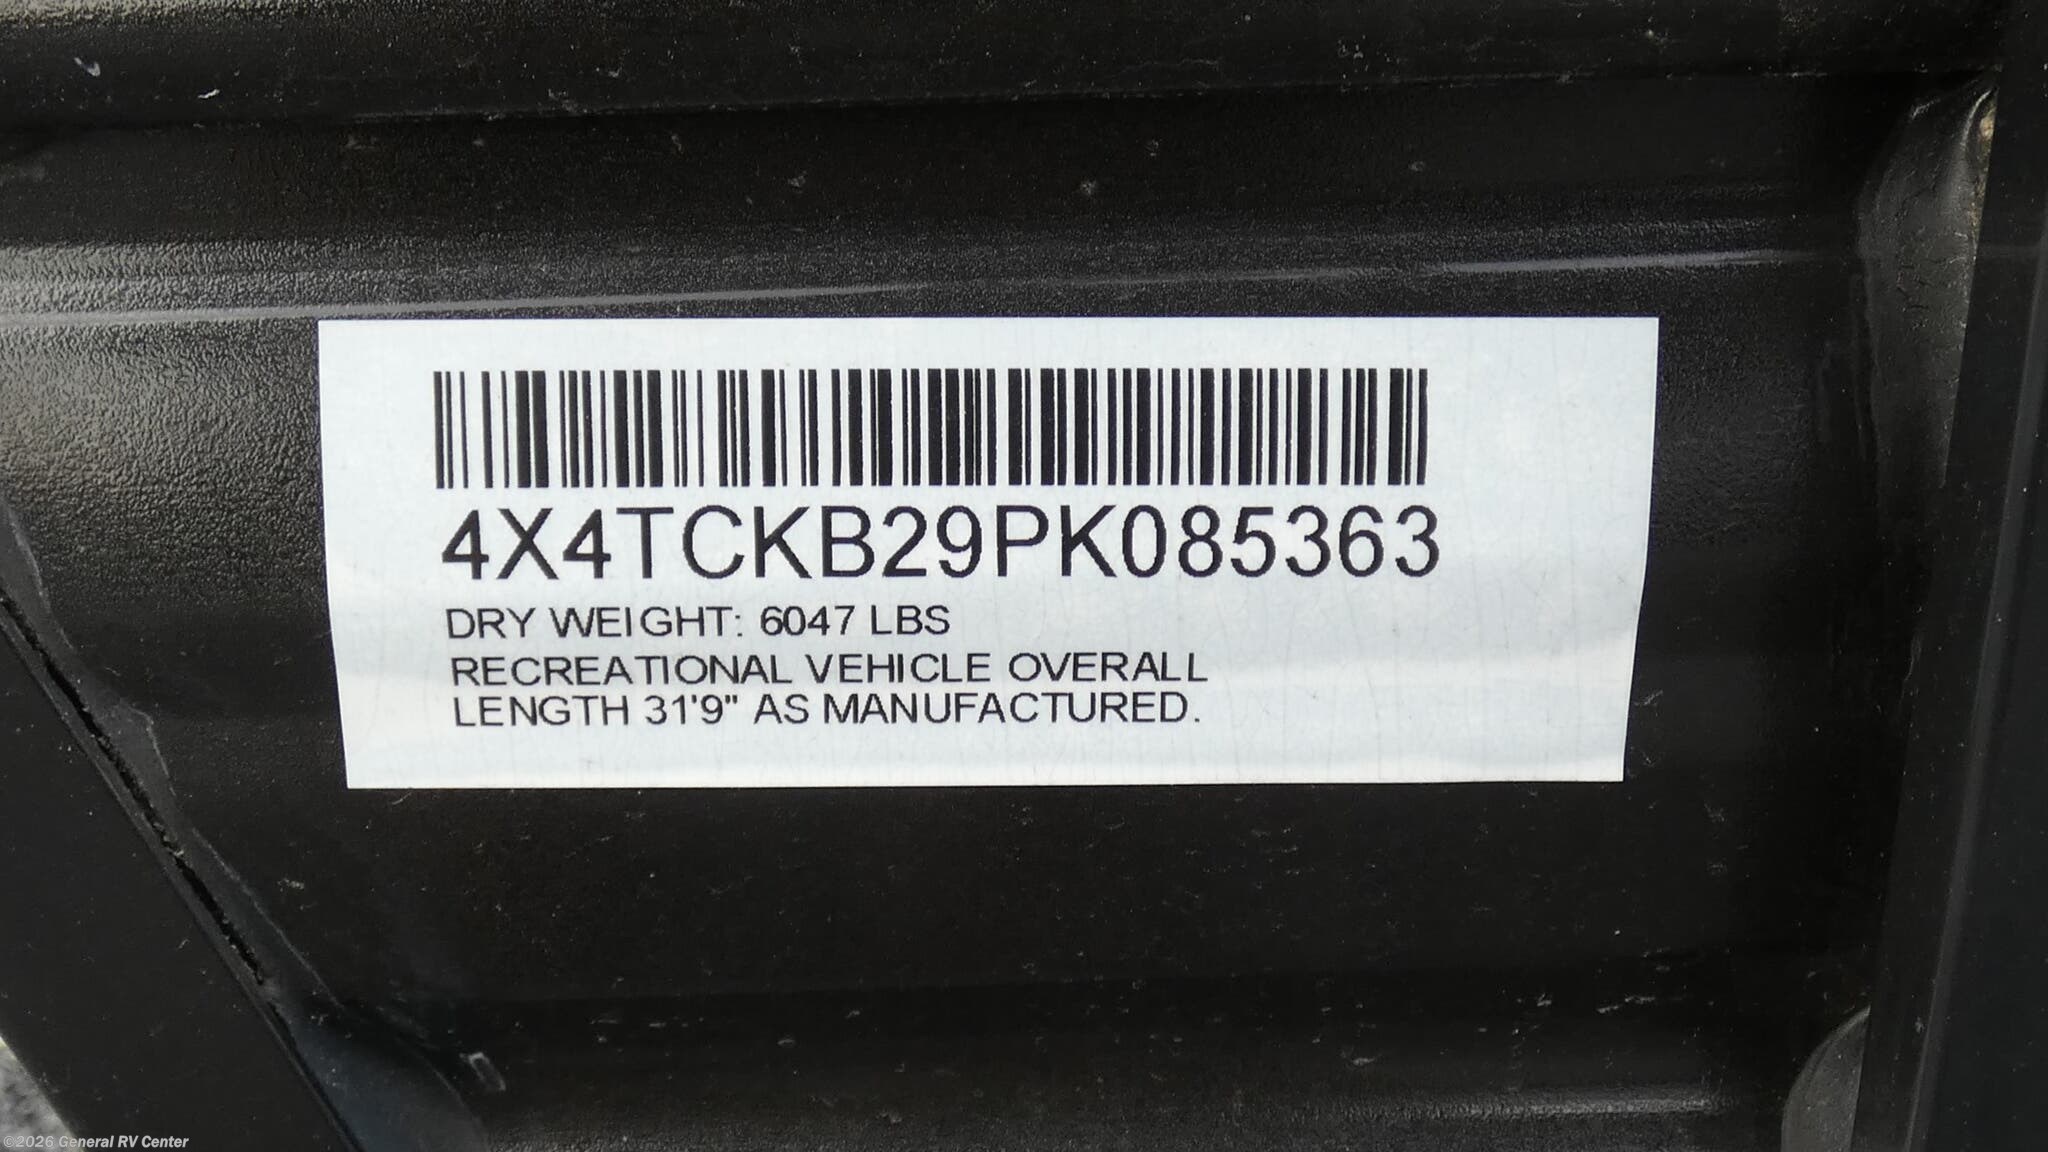 4X4TCKB29PK085363
DRY WEIGHT: 6047 LBS
RECREATIONAL VEHICLE OVERALL
LENGTH 31'9" AS MANUFACTURED.
©2026 General RV Center